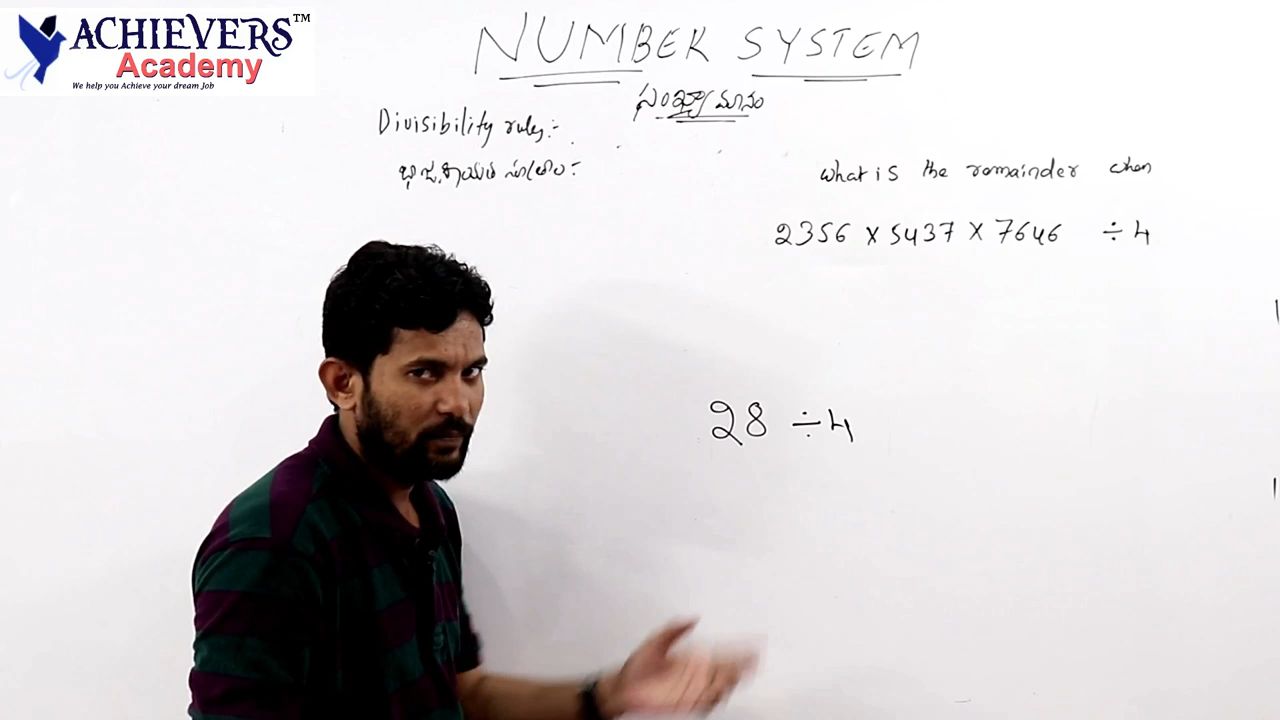 ACHIEVERS™
Academy
We help you Achieve your dream Job
NUMBER SYSTEM
సంఖ్యామానం
Divisibility rules:-
భాజనీయత సూత్రాలు:-
what is the remainder when
2356 × 5437 × 7646 ÷ 4
28 ÷ 4